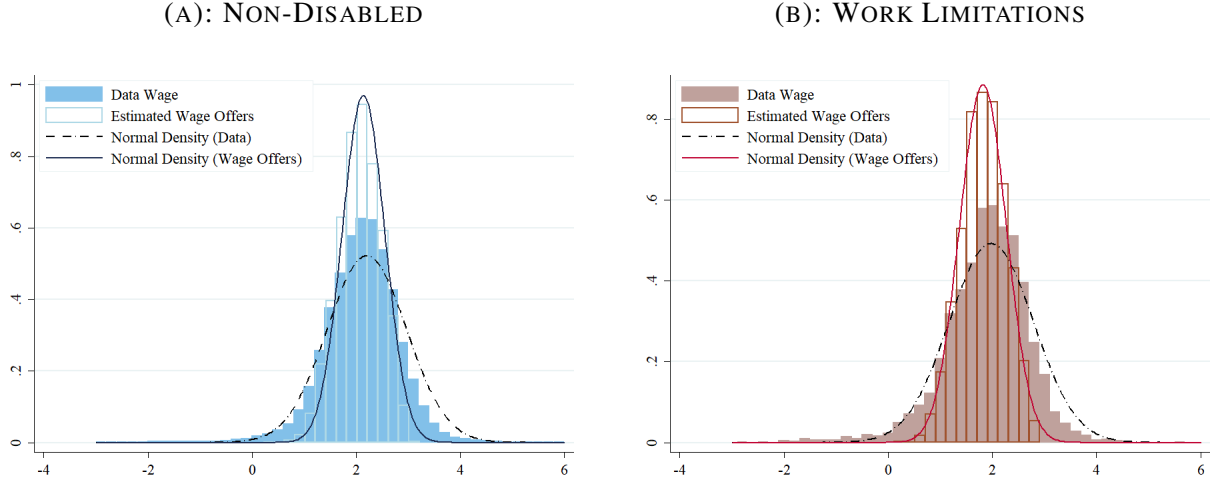 (A): NON-DISABLED
(B): WORK LIMITATIONS
Data Wage
Estimated Wage Offers
Normal Density (Data)
Normal Density (Wage Offers)
1
.8
.6
.4
.2
0
-4
-2
0
2
4
6
Data Wage
Estimated Wage Offers
Normal Density (Data)
Normal Density (Wage Offers)
.8
.6
.4
.2
0
-4
-2
0
2
4
6